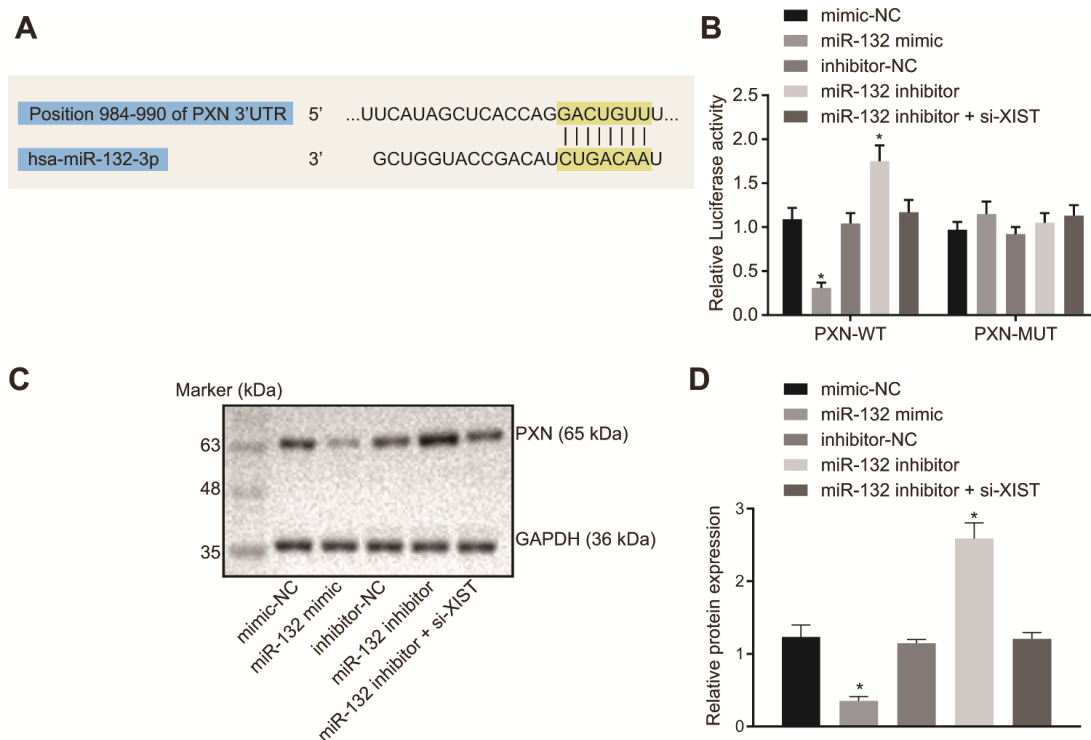 A
Position 984-990 of PXN 3’UTR 5’ ...UUCAUAGCUCACCAGGACUGUUU...
hsa-miR-132-3p 3’ GCUGGUACCGACAUCUGACAAU
B
mimic-NC
miR-132 mimic
inhibitor-NC
miR-132 inhibitor
miR-132 inhibitor + si-XIST
Relative Luciferase activity
2.5
2.0
1.5
1.0
0.5
0.0
*
*
PXN-WT
PXN-MUT
C
Marker (kDa)
63
48
35
PXN (65 kDa)
GAPDH (36 kDa)
mimic-NC
miR-132 mimic
inhibitor-NC
miR-132 inhibitor
miR-132 inhibitor + si-XIST
D
mimic-NC
miR-132 mimic
inhibitor-NC
miR-132 inhibitor
miR-132 inhibitor + si-XIST
Relative protein expression
3
2
1
0
*
*